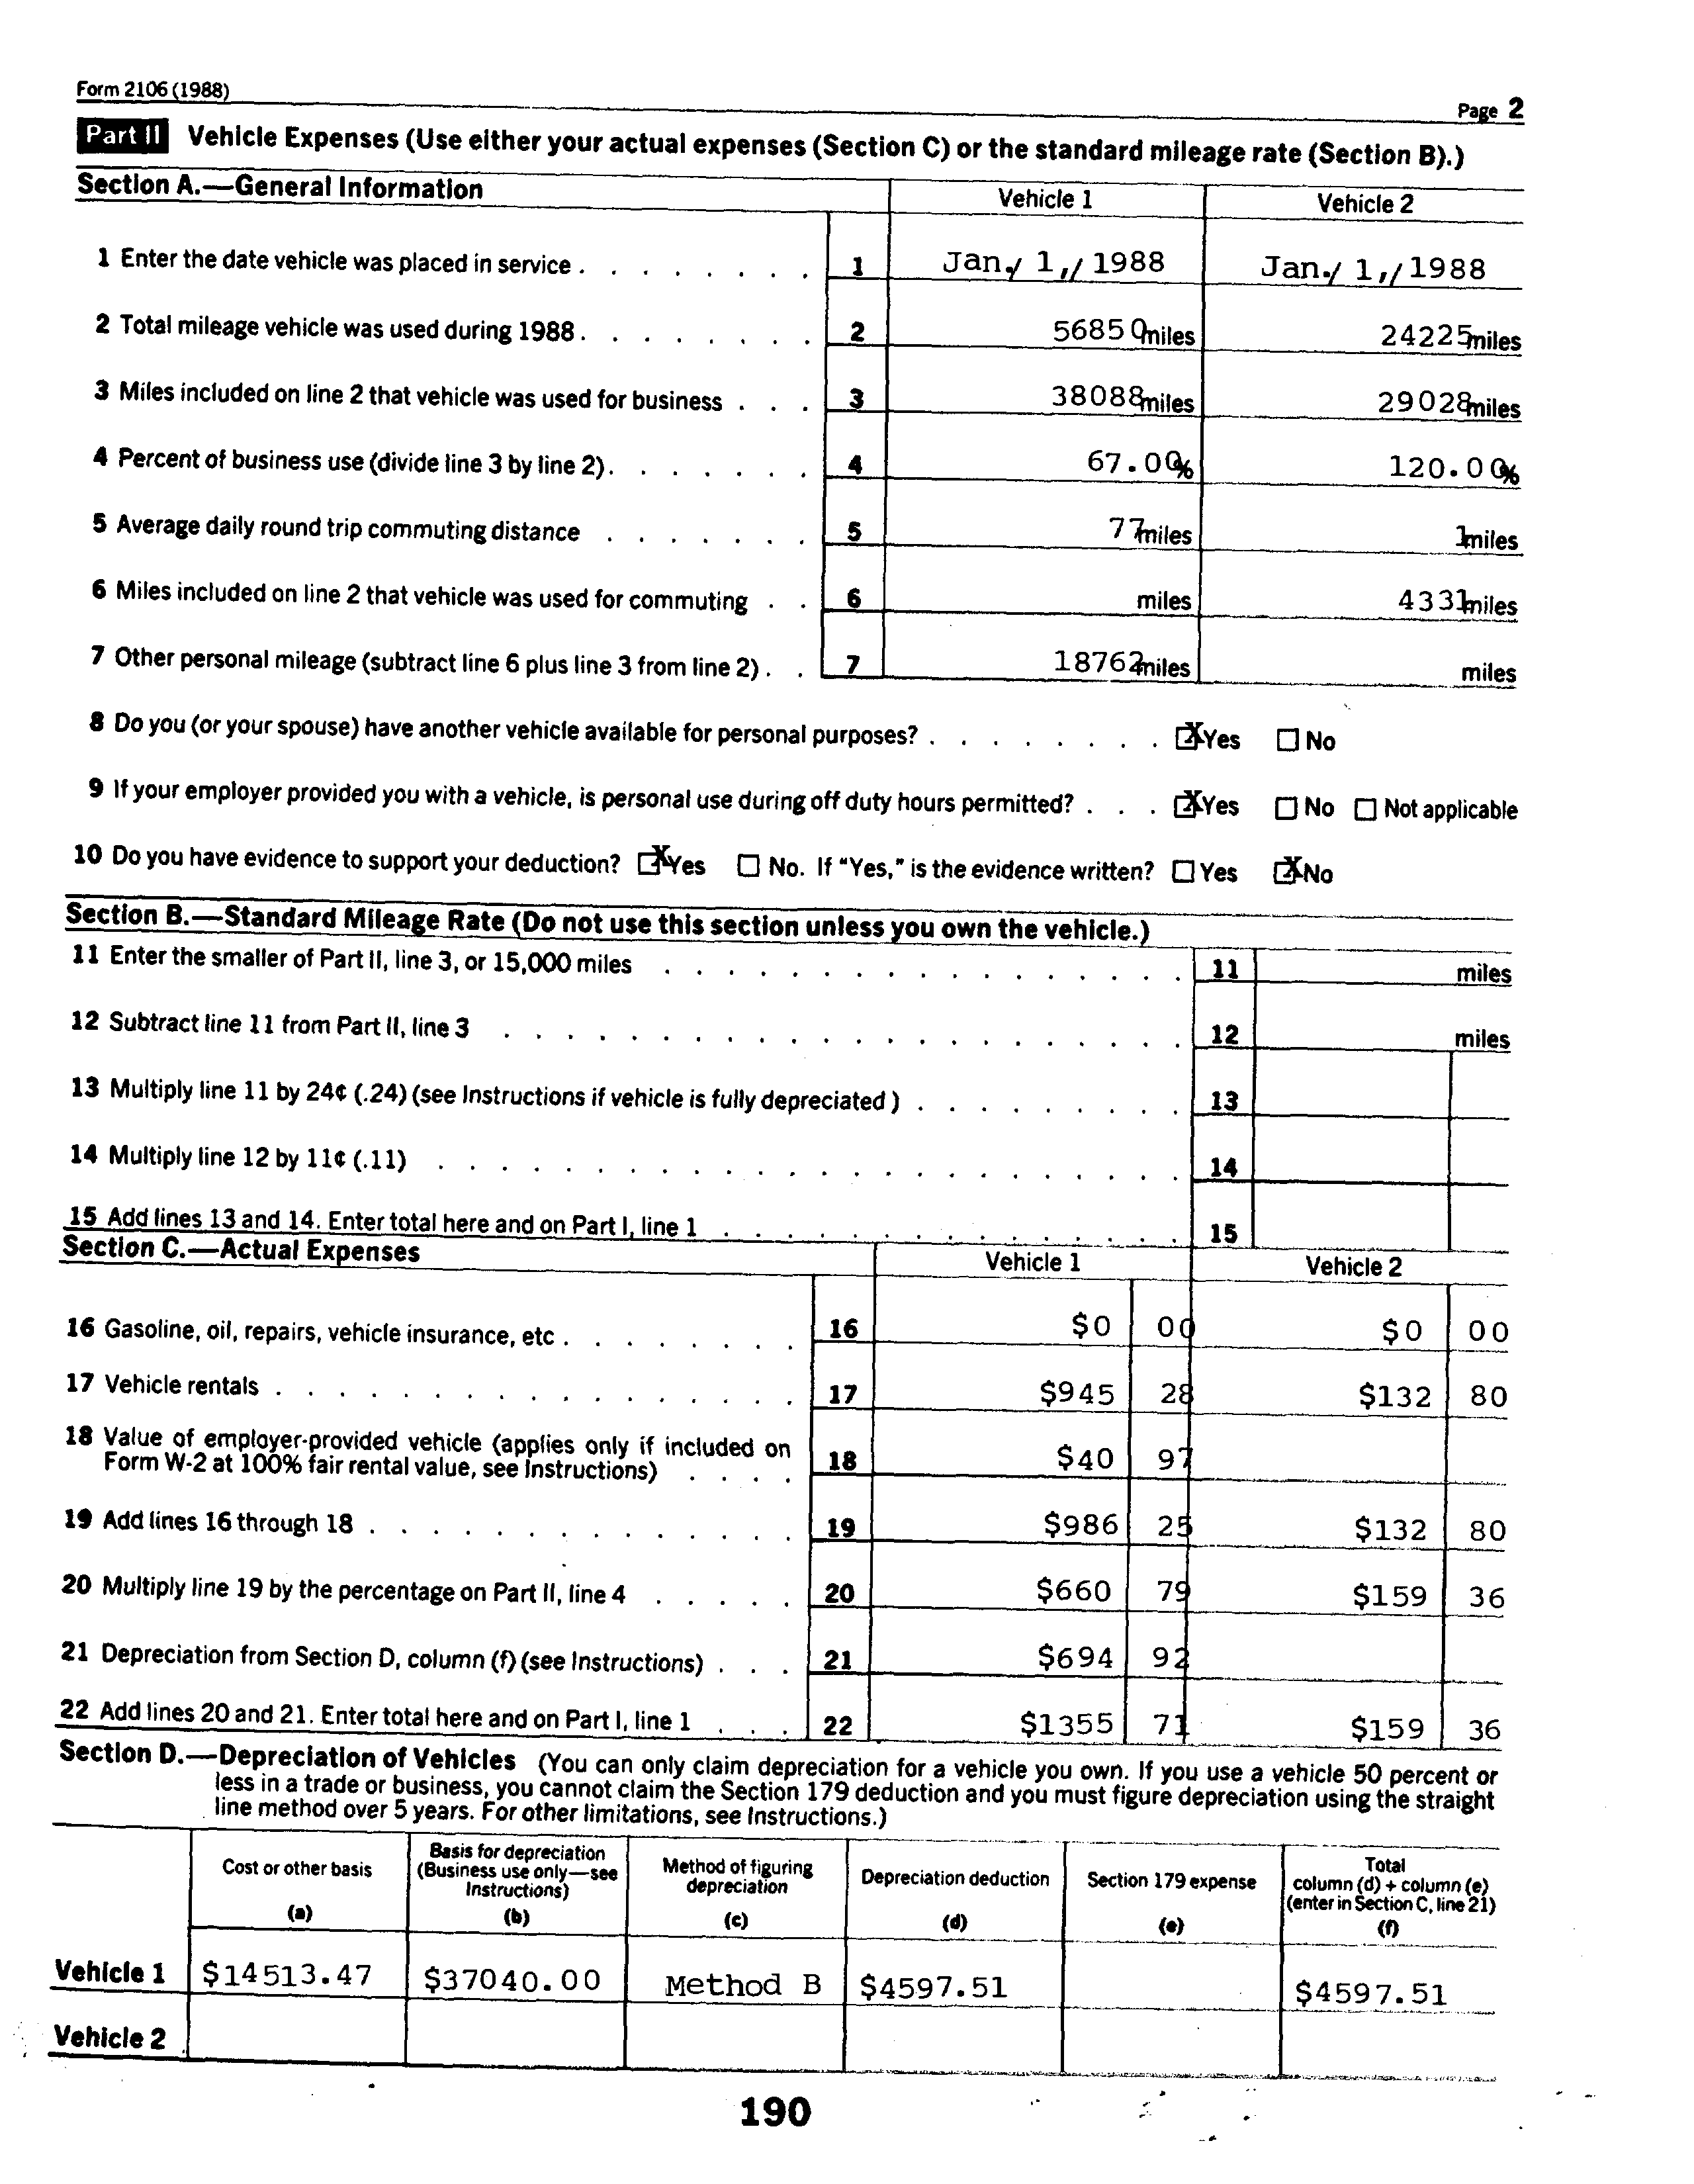 Form 2106 (1988)
Page 2
Part II Vehicle Expenses (Use either your actual expenses (Section C) or the standard mileage rate (Section B).)
Section A.—General Information Vehicle 1 Vehicle 2
1 Enter the date vehicle was placed in service . . . . . . . . 1 Jan./ 1,/ 1988 Jan./ 1,/ 1988
2 Total mileage vehicle was used during 1988 . . . . . . . . 2 56850 miles 24225 miles
3 Miles included on line 2 that vehicle was used for business . . . 3 38088 miles 29028 miles
4 Percent of business use (divide line 3 by line 2) . . . . . . . 4 67.00% 120.00%
5 Average daily round trip commuting distance . . . . . . . 5 77 miles 1 miles
6 Miles included on line 2 that vehicle was used for commuting . . 6 miles 4331 miles
7 Other personal mileage (subtract line 6 plus line 3 from line 2) . . 7 18762 miles miles
8 Do you (or your spouse) have another vehicle available for personal purposes? . . . . . . . . ☒ Yes ☐ No
9 If your employer provided you with a vehicle, is personal use during off duty hours permitted? . . . ☒ Yes ☐ No ☐ Not applicable
10 Do you have evidence to support your deduction? ☒ Yes ☐ No. If "Yes," is the evidence written? ☐ Yes ☒ No
Section B.—Standard Mileage Rate (Do not use this section unless you own the vehicle.)
11 Enter the smaller of Part II, line 3, or 15,000 miles . . . . . . . . . . . . . . . . . 11 miles
12 Subtract line 11 from Part II, line 3 . . . . . . . . . . . . . . . . . . . . . . 12 miles
13 Multiply line 11 by 24¢ (.24) (see Instructions if vehicle is fully depreciated ) . . . . . . . . . 13
14 Multiply line 12 by 11¢ (.11) . . . . . . . . . . . . . . . . . . . . . . . . 14
15 Add lines 13 and 14. Enter total here and on Part I, line 1 . . . . . . . . . . . . . . . 15
Section C.—Actual Expenses Vehicle 1 Vehicle 2
16 Gasoline, oil, repairs, vehicle insurance, etc . . . . . . . . 16 $0 00 $0 00
17 Vehicle rentals . . . . . . . . . . . . . . . . . 17 $945 28 $132 80
18 Value of employer-provided vehicle (applies only if included on
Form W-2 at 100% fair rental value, see Instructions) . . . . 18 $40 97
19 Add lines 16 through 18 . . . . . . . . . . . . . . 19 $986 25 $132 80
20 Multiply line 19 by the percentage on Part II, line 4 . . . . . 20 $660 79 $159 36
21 Depreciation from Section D, column (f) (see Instructions) . . . 21 $694 92
22 Add lines 20 and 21. Enter total here and on Part I, line 1 . . . 22 $1355 71 $159 36
Section D.—Depreciation of Vehicles (You can only claim depreciation for a vehicle you own. If you use a vehicle 50 percent or
less in a trade or business, you cannot claim the Section 179 deduction and you must figure depreciation using the straight
line method over 5 years. For other limitations, see Instructions.)
Cost or other basis (a)
Basis for depreciation (Business use only—see Instructions) (b)
Method of figuring depreciation (c)
Depreciation deduction (d)
Section 179 expense (e)
Total column (d) + column (e) (enter in Section C, line 21) (f)
Vehicle 1 $14513.47 $37040.00 Method B $4597.51 $4597.51
Vehicle 2
190